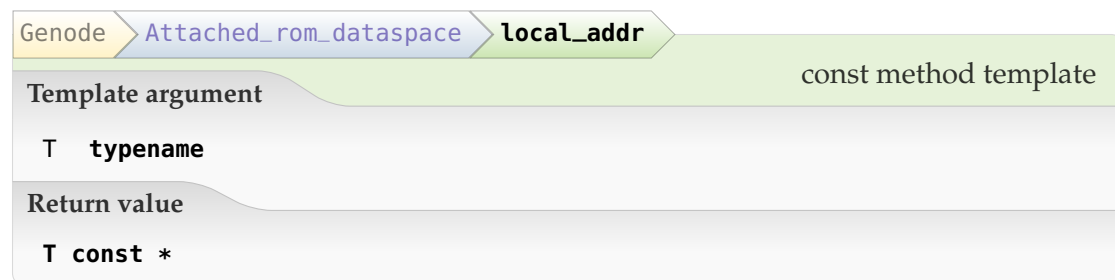 Genode Attached_rom_dataspace local_addr
const method template
Template argument
T typename
Return value
T const *